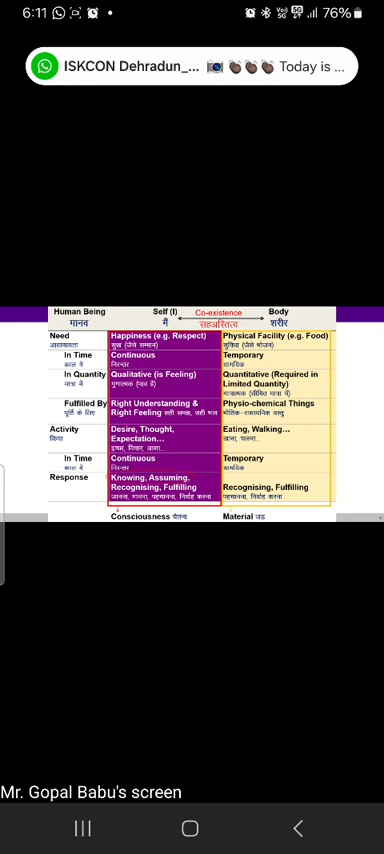 6:11
76%
ISKCON Dehradun_... Today is ...
Human Being Self (I) Co-existence Body
मानव मैं सहअस्तित्व शरीर
Need Happiness (e.g. Respect) Physical Facility (e.g. Food)
आवश्यकता सुख (जैसे सम्मान) सुविधा (जैसे भोजन)
In Time Continuous Temporary
काल में निरन्तर सामयिक
In Quantity Qualitative (is Feeling) Quantitative (Required in
मात्रा में गुणात्मक (भाव है) Limited Quantity)
मात्रात्मक (सीमित मात्रा में)
Fulfilled By Right Understanding & Physio-chemical Things
पूर्ति के लिए Right Feeling सही समझ, सही भाव भौतिक-रासायनिक वस्तु
Activity Desire, Thought, Eating, Walking...
क्रिया Expectation... खाना, चलना..
इच्छा, विचार, आशा..
In Time Continuous Temporary
काल में निरन्तर सामयिक
Response Knowing, Assuming,
Recognising, Fulfilling Recognising, Fulfilling
जानना, मानना, पहचानना, निर्वाह करना पहचानना, निर्वाह करना
Consciousness चैतन्य Material जड़
Mr. Gopal Babu's screen